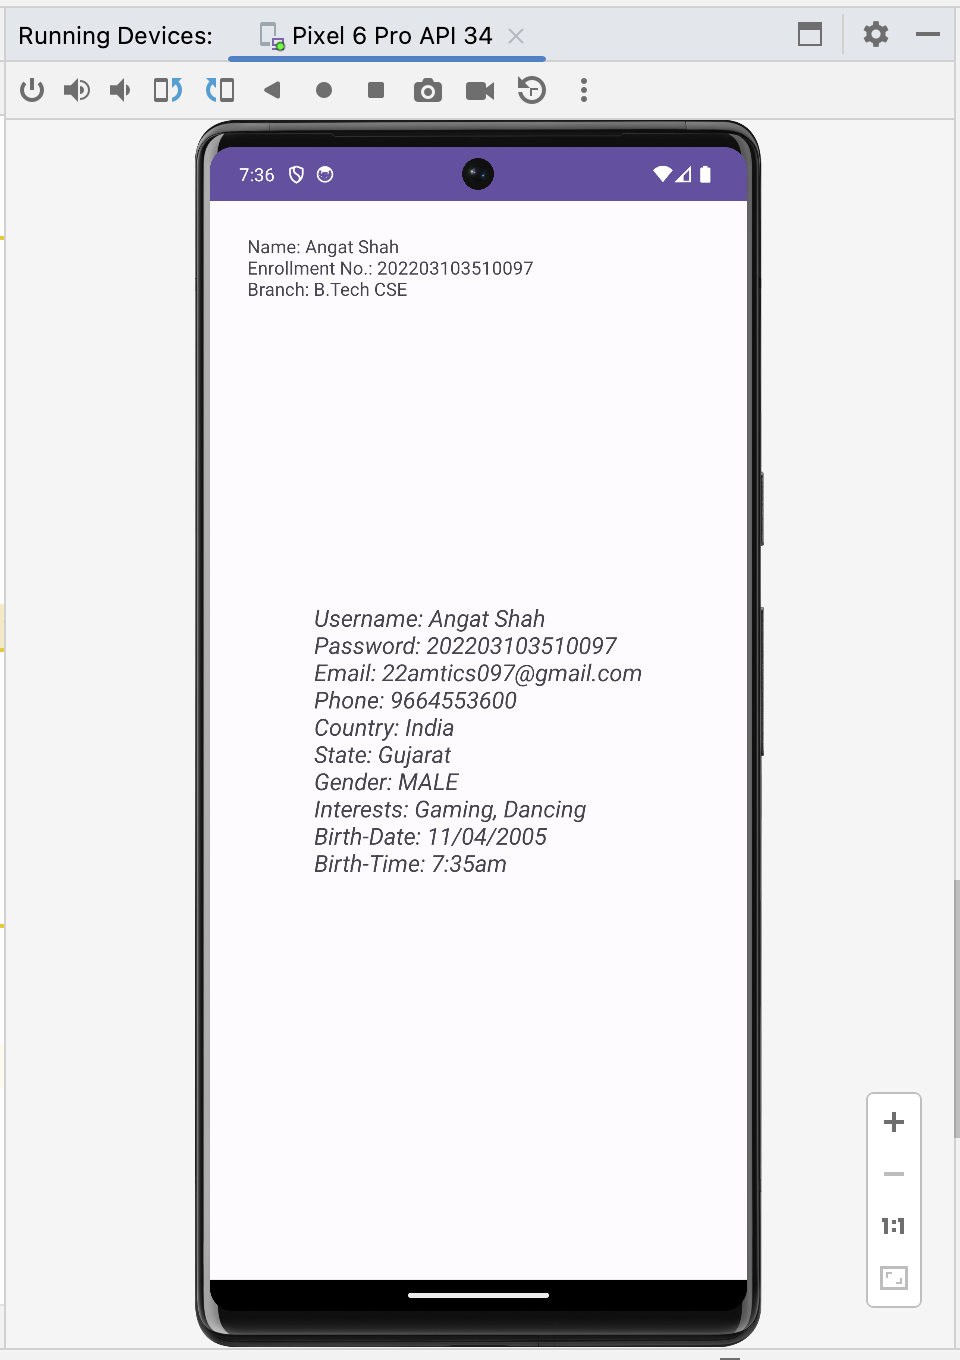 Running Devices: Pixel 6 Pro API 34
7:36
Name: Angat Shah
Enrollment No.: 202203103510097
Branch: B.Tech CSE
Username: Angat Shah
Password: 202203103510097
Email: 22amtics097@gmail.com
Phone: 9664553600
Country: India
State: Gujarat
Gender: MALE
Interests: Gaming, Dancing
Birth-Date: 11/04/2005
Birth-Time: 7:35am
1:1